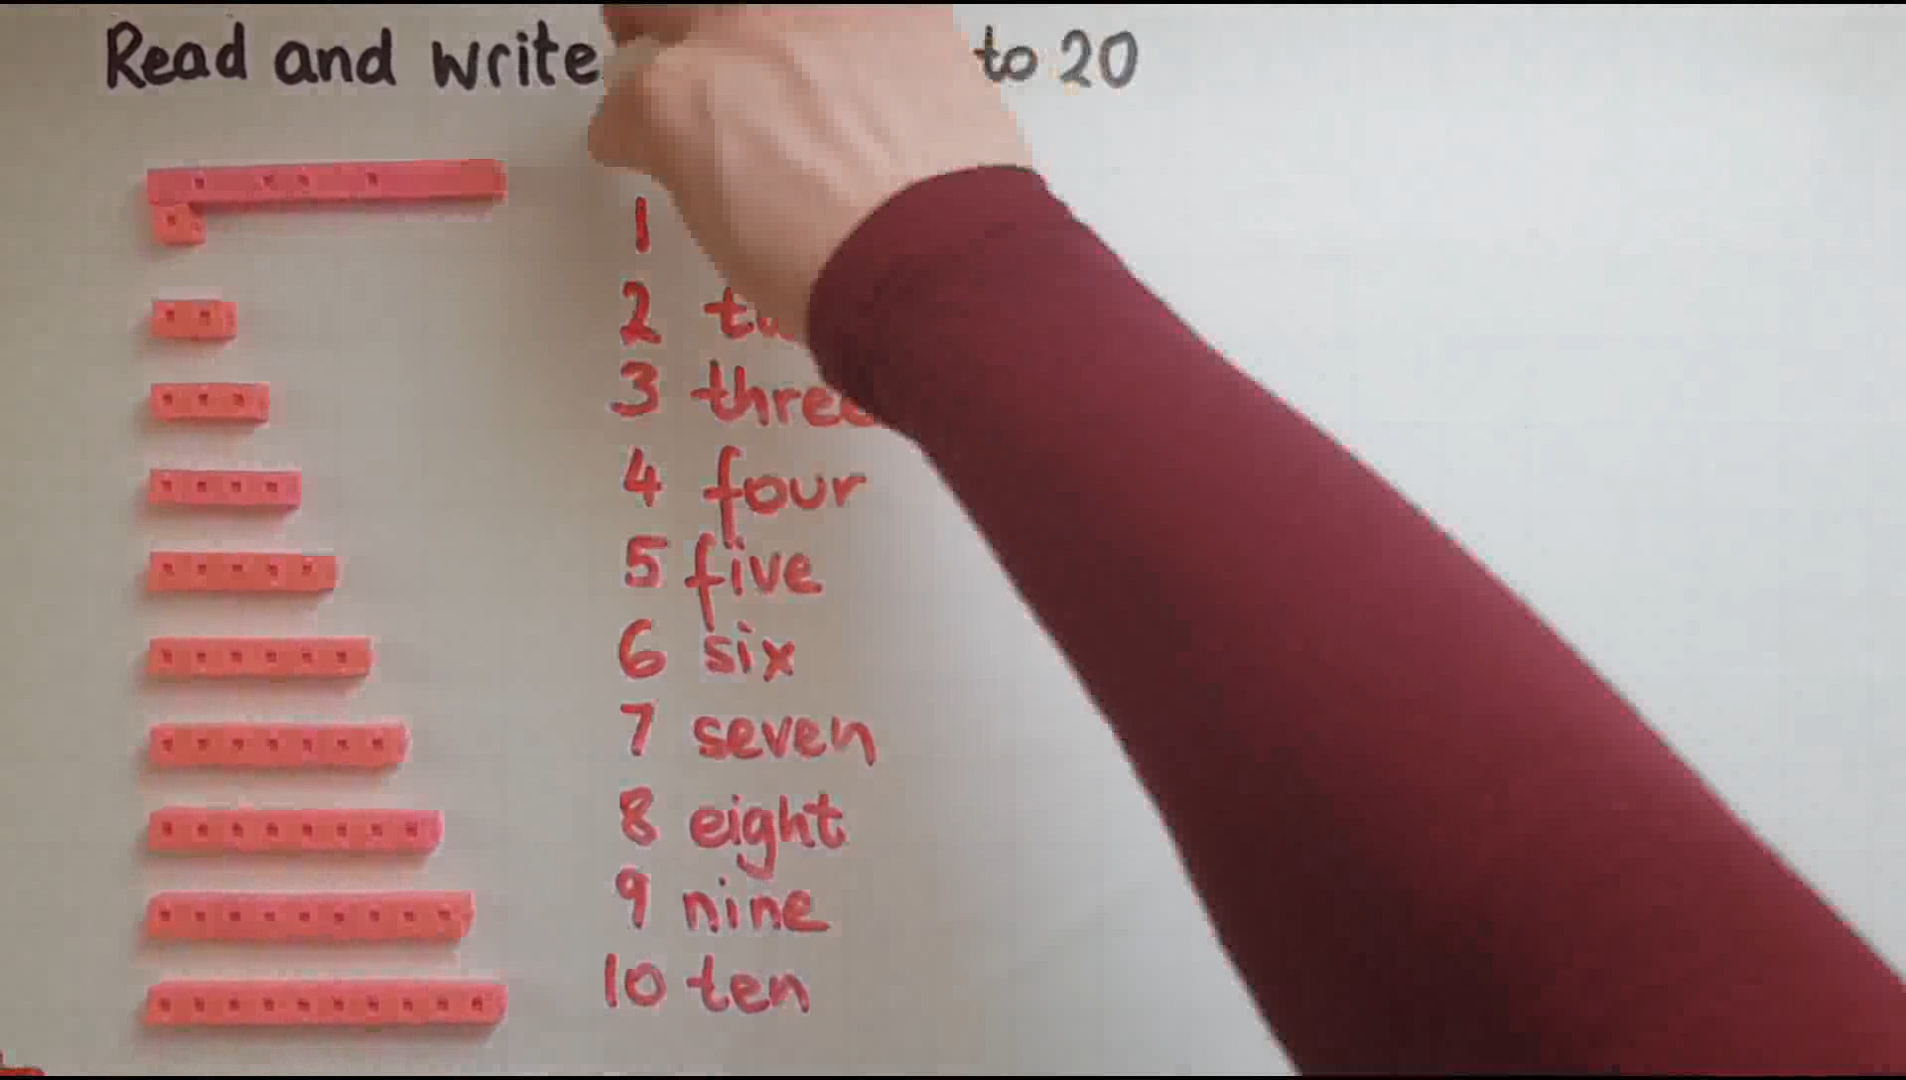 Read and write to 20
1
2
3 three
4 four
5 five
6 six
7 seven
8 eight
9 nine
10 ten